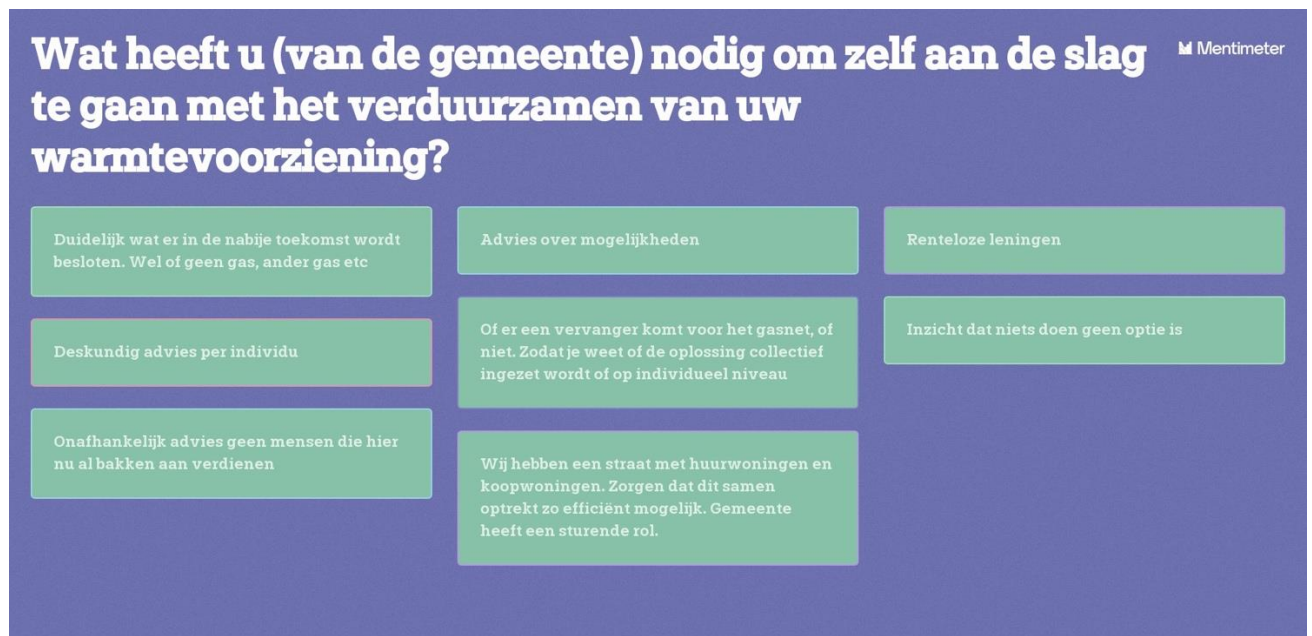 Wat heeft u (van de gemeente) nodig om zelf aan de slag
te gaan met het verduurzamen van uw
warmtevoorziening?
Mentimeter
Duidelijk wat er in de nabije toekomst wordt
besloten. Wel of geen gas, ander gas etc
Deskundig advies per individu
Onafhankelijk advies geen mensen die hier
nu al bakken aan verdienen
Advies over mogelijkheden
Of er een vervanger komt voor het gasnet, of
niet. Zodat je weet of de oplossing collectief
ingezet wordt of op individueel niveau
Wij hebben een straat met huurwoningen en
koopwoningen. Zorgen dat dit samen
optrekt zo efficiënt mogelijk. Gemeente
heeft een sturende rol.
Renteloze leningen
Inzicht dat niets doen geen optie is